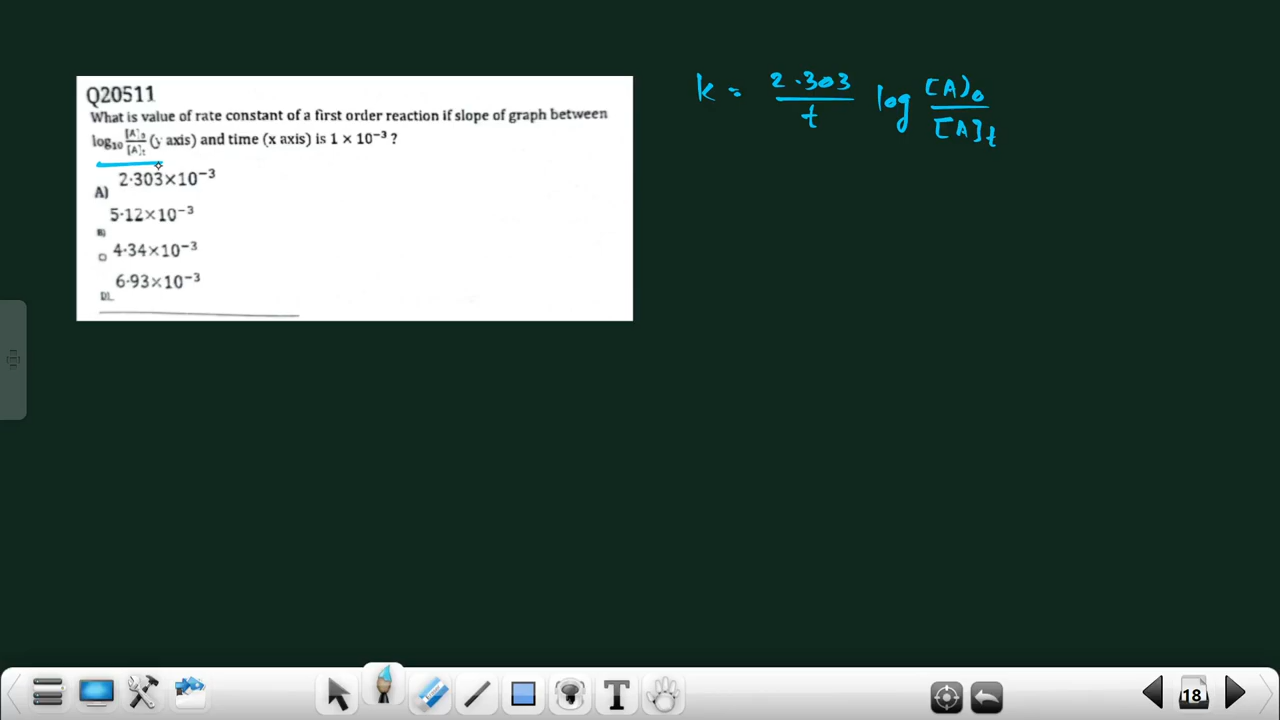 Q20511
What is value of rate constant of a first order reaction if slope of graph between
log₁₀ [A]₀/[A]ₜ (y axis) and time (x axis) is 1 × 10⁻³ ?
A) 2·303×10⁻³
B) 5·12×10⁻³
C 4·34×10⁻³
D). 6·93×10⁻³
k = 2.303/t log [A]₀/[A]ₜ
T
18